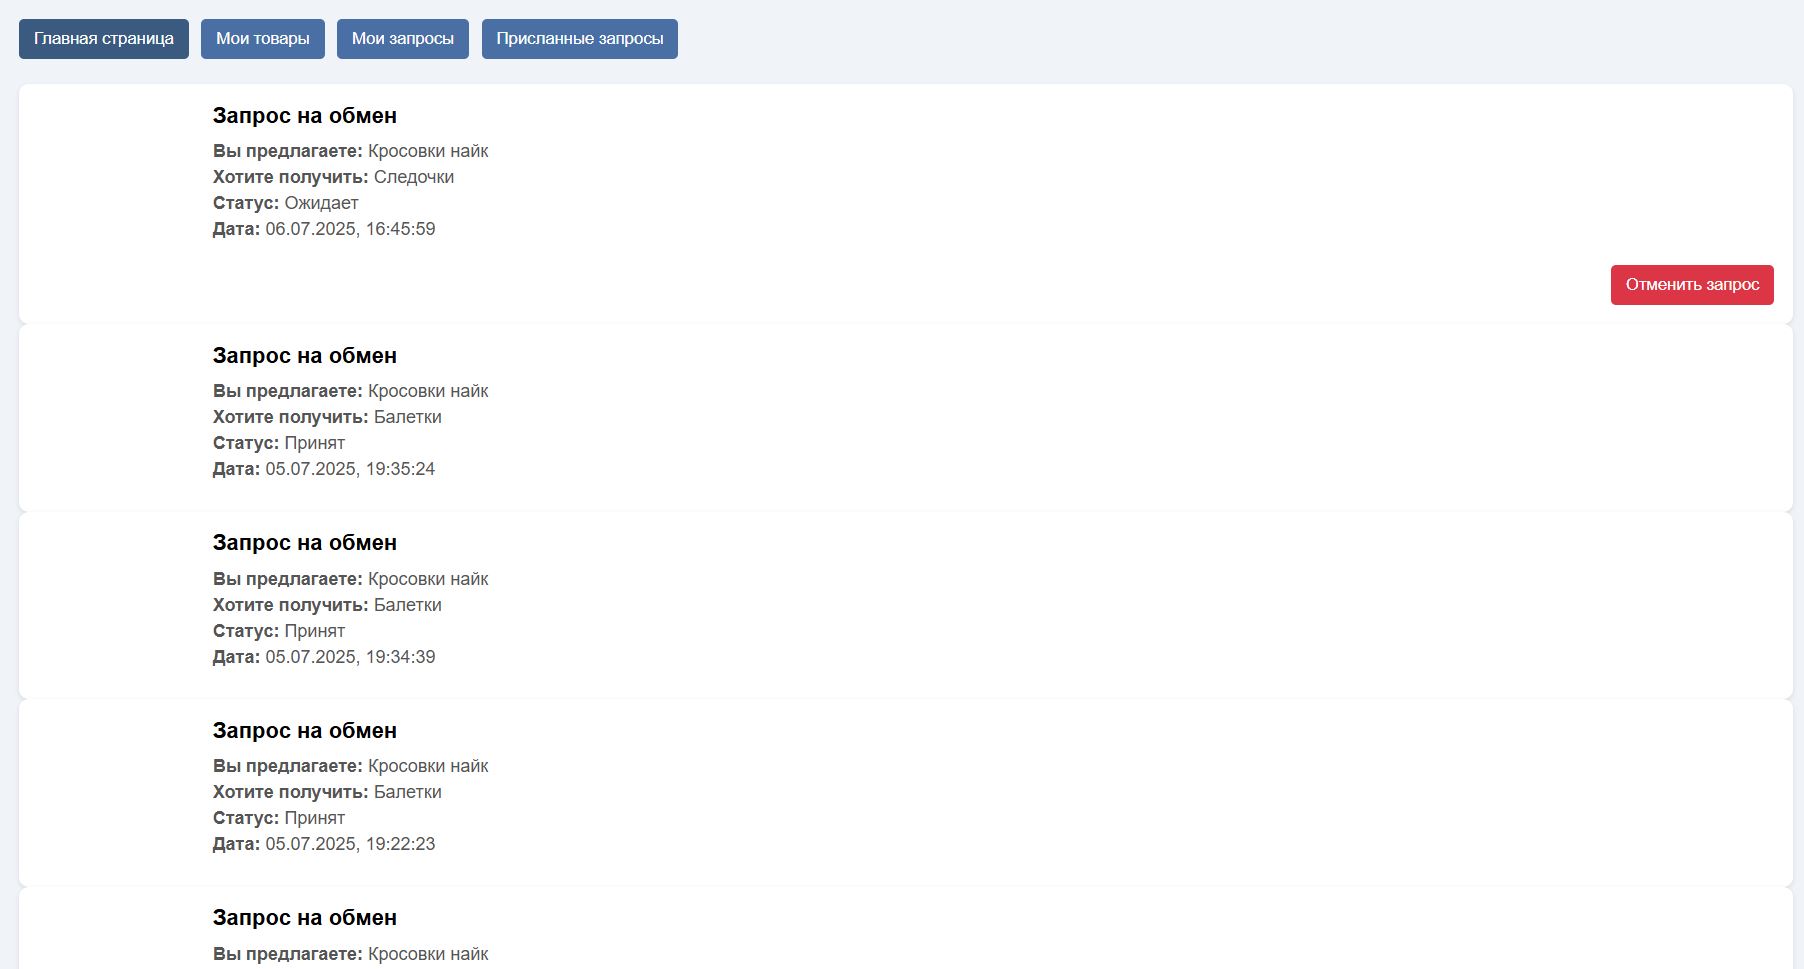 Главная страница Мои товары Мои запросы Присланные запросы
Запрос на обмен
Вы предлагаете: Кросовки найк
Хотите получить: Следочки
Статус: Ожидает
Дата: 06.07.2025, 16:45:59
Отменить запрос
Запрос на обмен
Вы предлагаете: Кросовки найк
Хотите получить: Балетки
Статус: Принят
Дата: 05.07.2025, 19:35:24
Запрос на обмен
Вы предлагаете: Кросовки найк
Хотите получить: Балетки
Статус: Принят
Дата: 05.07.2025, 19:34:39
Запрос на обмен
Вы предлагаете: Кросовки найк
Хотите получить: Балетки
Статус: Принят
Дата: 05.07.2025, 19:22:23
Запрос на обмен
Вы предлагаете: Кросовки найк